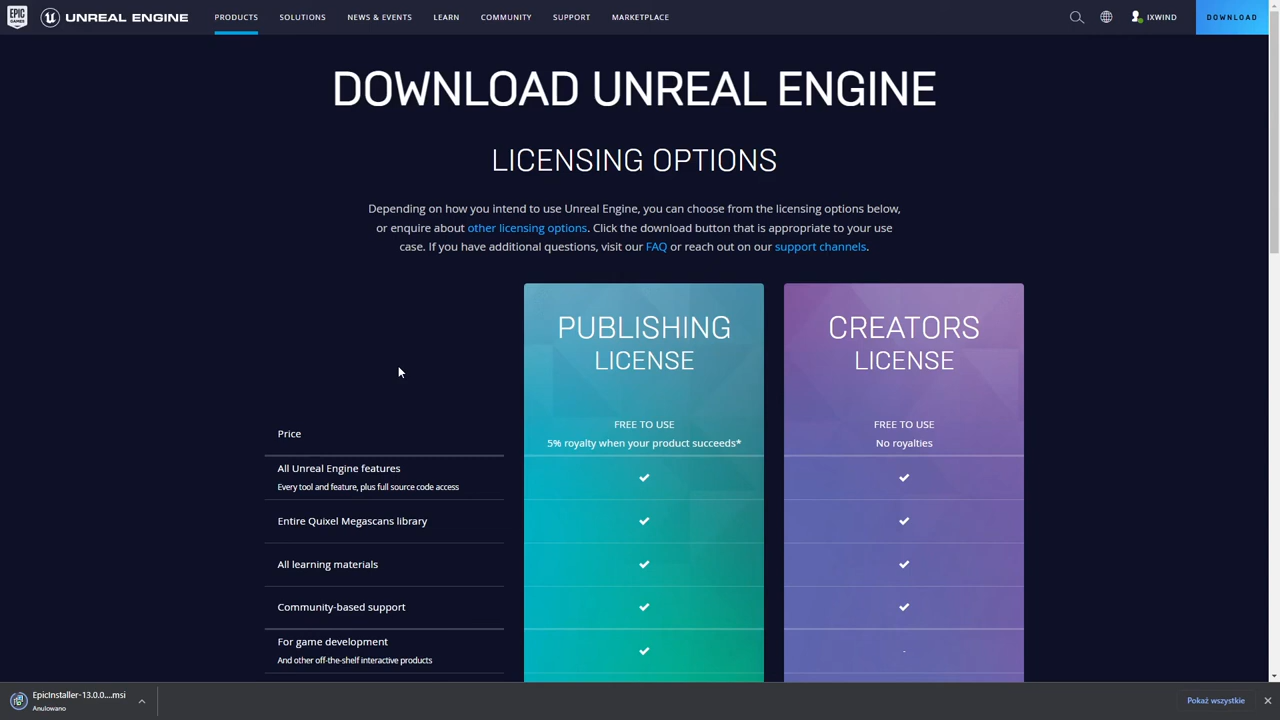 EPIC GAMES
UNREAL ENGINE
PRODUCTS
SOLUTIONS
NEWS & EVENTS
LEARN
COMMUNITY
SUPPORT
MARKETPLACE
IXWIND
DOWNLOAD
DOWNLOAD UNREAL ENGINE
LICENSING OPTIONS
Depending on how you intend to use Unreal Engine, you can choose from the licensing options below,
or enquire about other licensing options. Click the download button that is appropriate to your use
case. If you have additional questions, visit our FAQ or reach out on our support channels.
PUBLISHING
LICENSE
CREATORS
LICENSE
Price
FREE TO USE
5% royalty when your product succeeds*
FREE TO USE
No royalties
All Unreal Engine features
Every tool and feature, plus full source code access
Entire Quixel Megascans library
All learning materials
Community-based support
For game development
And other off-the-shelf interactive products
-
EpicInstaller-13.0.0....msi
Anulowano
Pokaż wszystkie